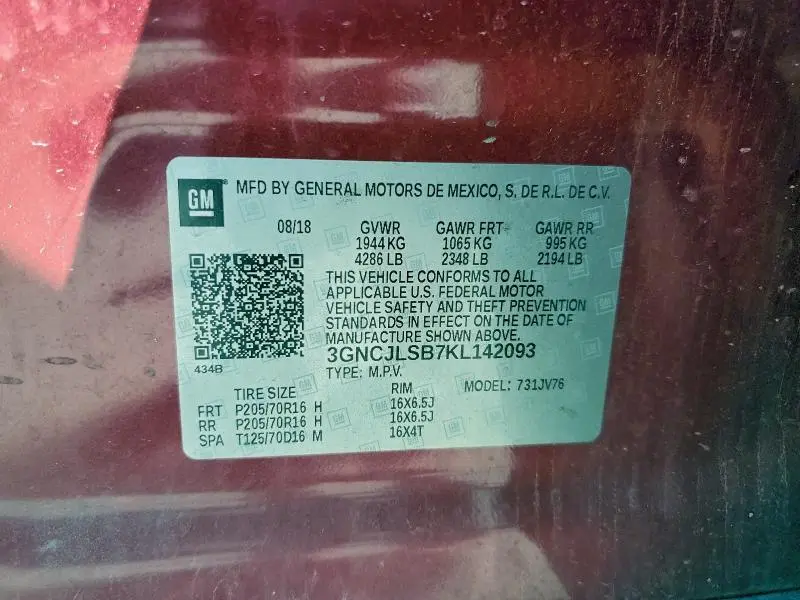 GM MFD BY GENERAL MOTORS DE MEXICO, S. DE R.L. DE C.V.
08/18 GVWR GAWR FRT GAWR RR
1944 KG 1065 KG 995 KG
4286 LB 2348 LB 2194 LB
THIS VEHICLE CONFORMS TO ALL
APPLICABLE U.S. FEDERAL MOTOR
VEHICLE SAFETY AND THEFT PREVENTION
STANDARDS IN EFFECT ON THE DATE OF
MANUFACTURE SHOWN ABOVE.
3GNCJLSB7KL142093
434B TYPE: M.P.V.
TIRE SIZE RIM MODEL: 731JV76
FRT P205/70R16 H 16X6.5J
RR P205/70R16 H 16X6.5J
SPA T125/70D16 M 16X4T